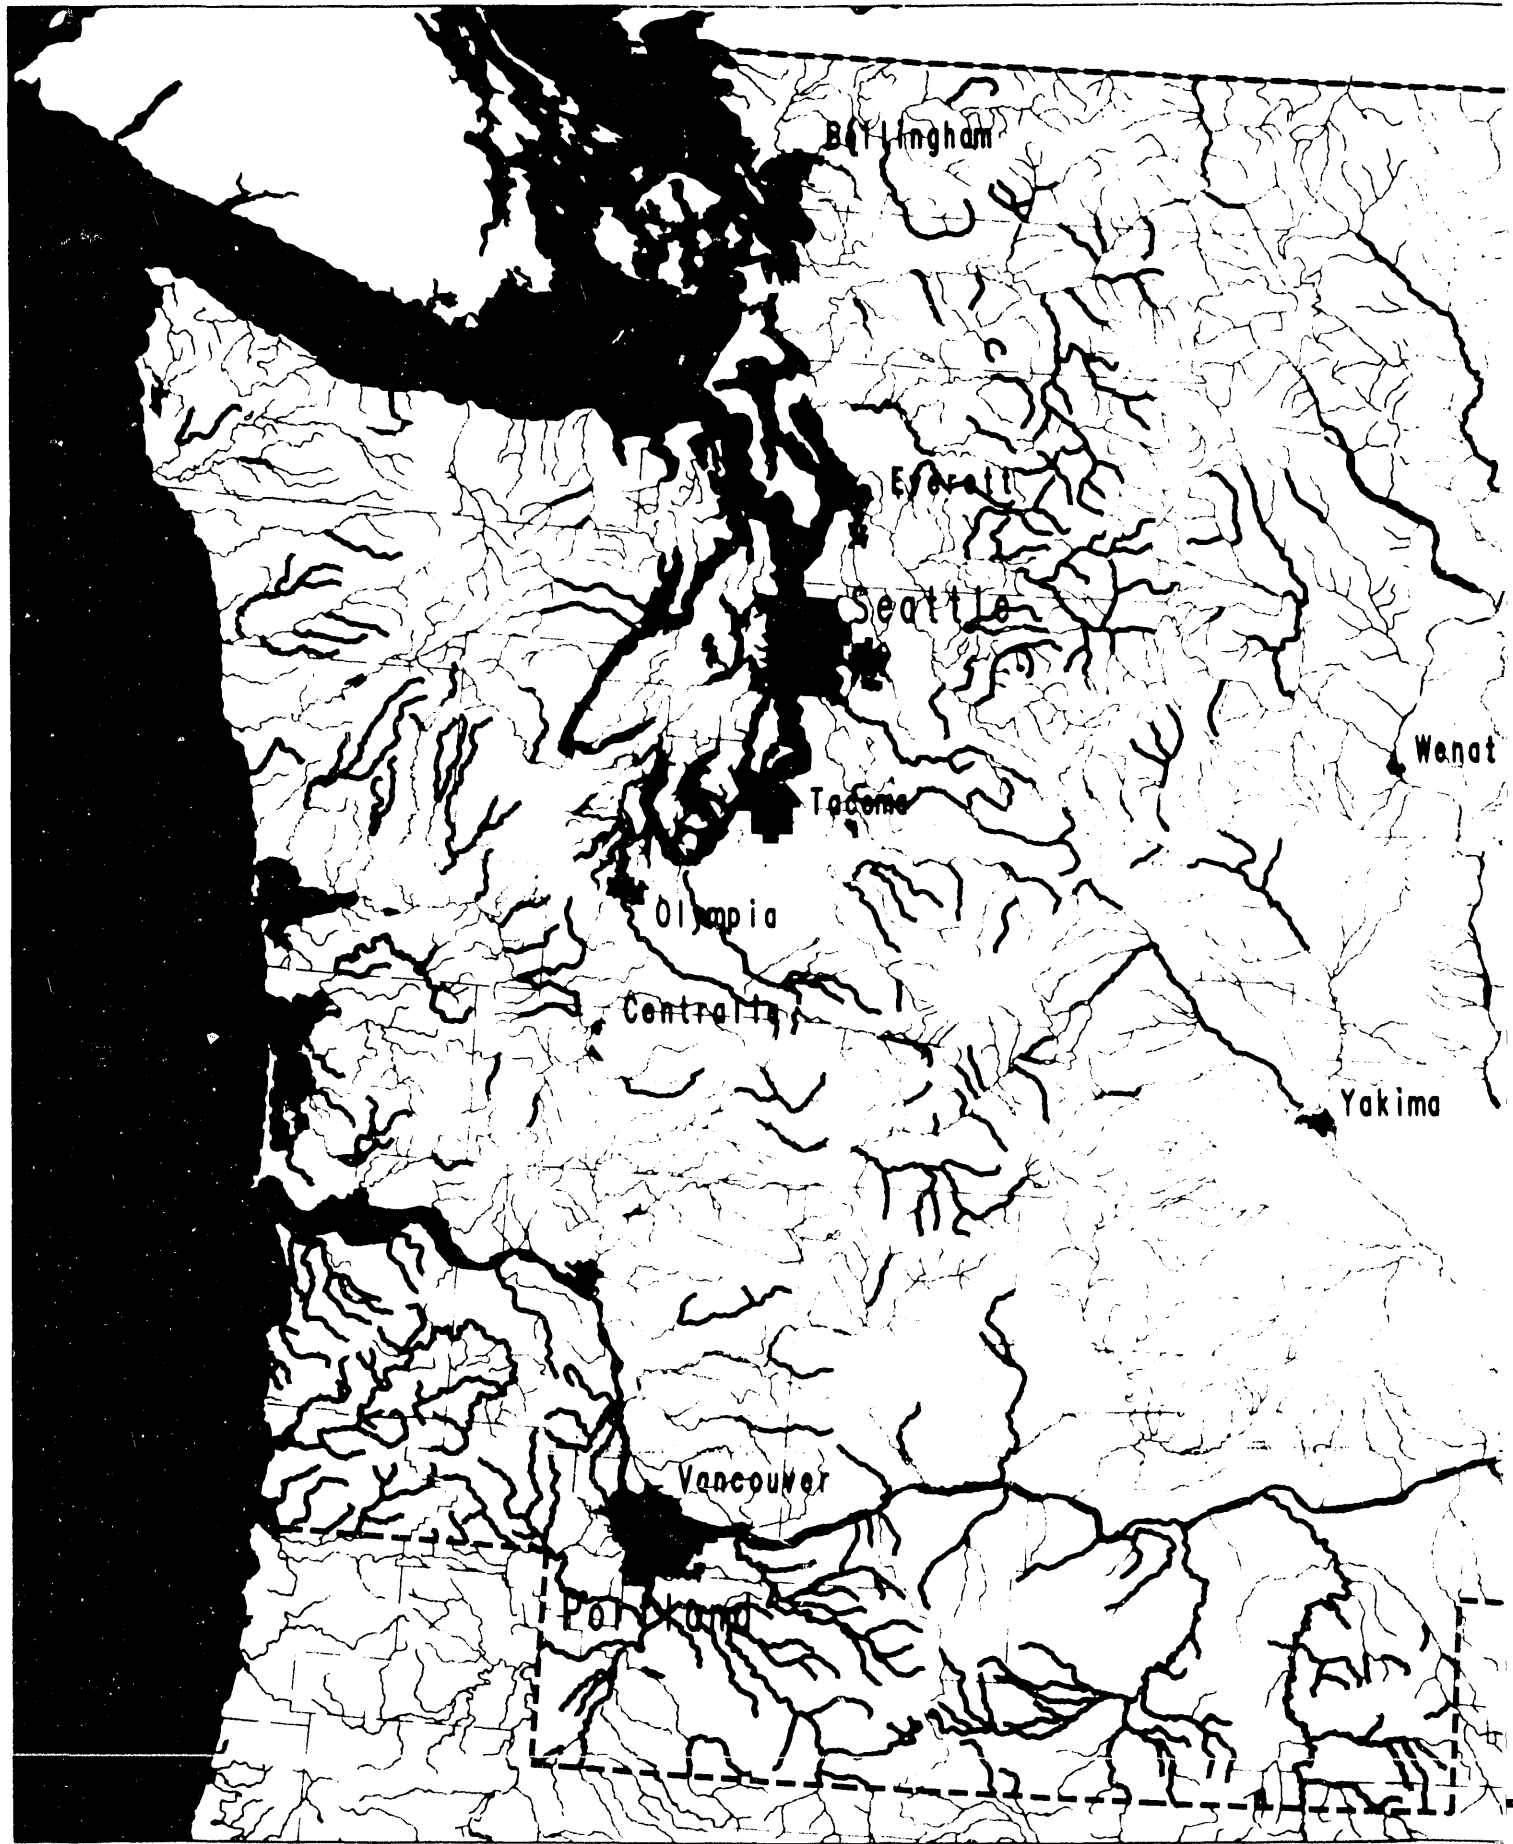 Bellingham
Everett
Seattle
Wenat
Tacoma
Olympia
Centralia
Yakima
Vancouver
Portland